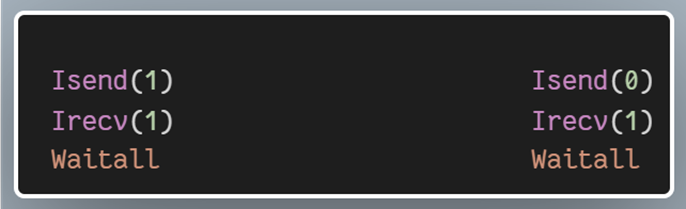 Isend(1) Isend(0)
Irecv(1) Irecv(1)
Waitall Waitall